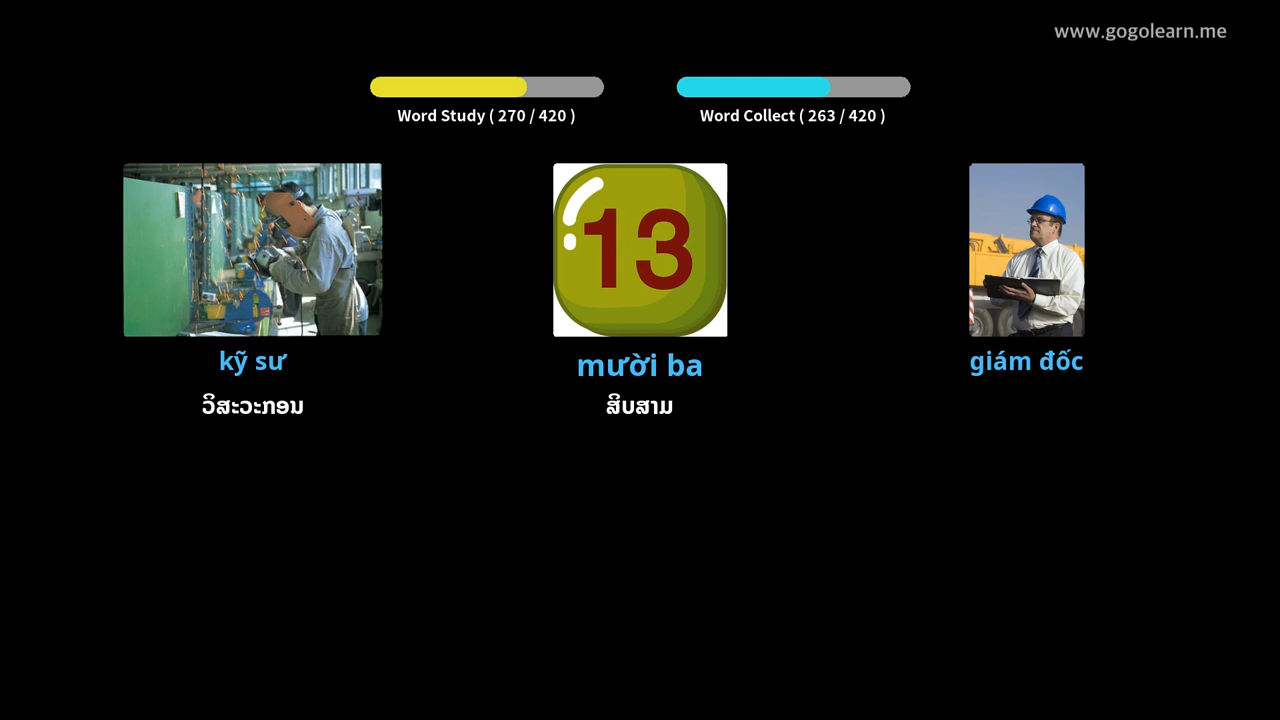 www.gogolearn.me
Word Study ( 270 / 420 )
Word Collect ( 263 / 420 )
13
kỹ sư
mười ba
giám đốc
ວິສະວະກອນ
ສິບສາມ